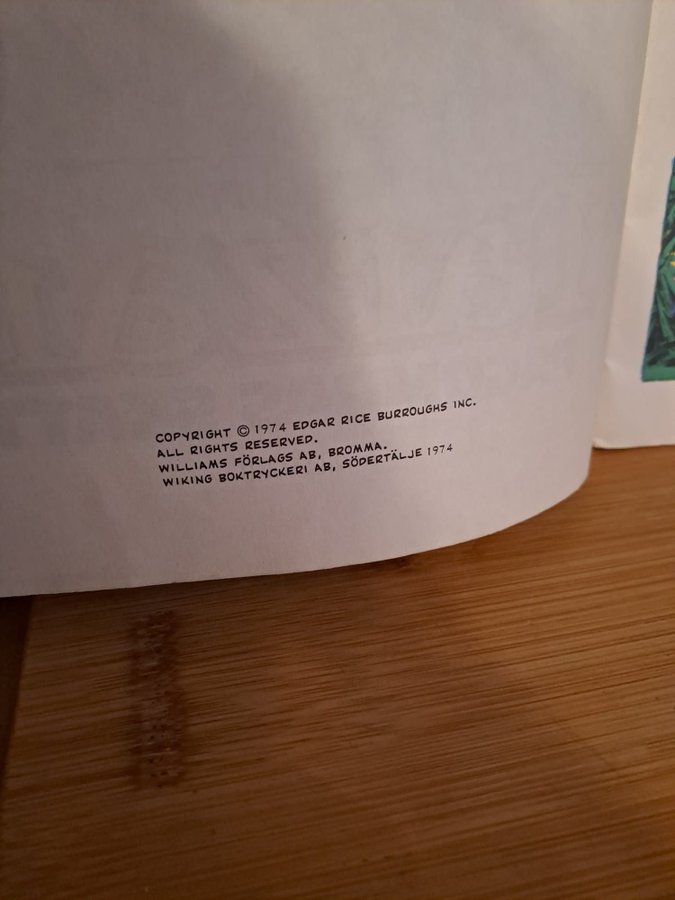 COPYRIGHT © 1974 EDGAR RICE BURROUGHS INC.
ALL RIGHTS RESERVED.
WILLIAMS FÖRLAGS AB, BROMMA.
WIKING BOKTRYCKERI AB, SÖDERTÄLJE 1974